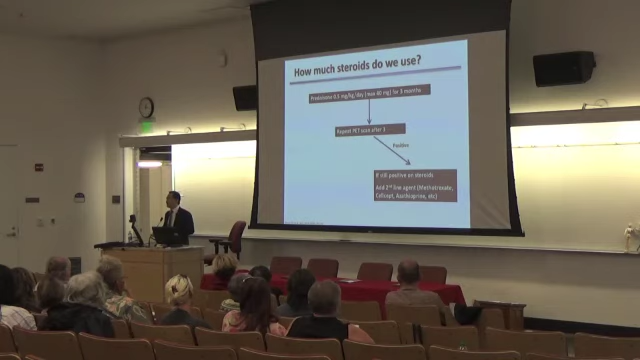 How much steroids do we use?
Prednisone 0.5 mg/kg/day (max 40 mg) for 3 months
Repeat PET scan after 3
Positive
If still positive on steroids
Add 2nd line agent (Methotrexate,
Cellcept, Azathioprine, etc)